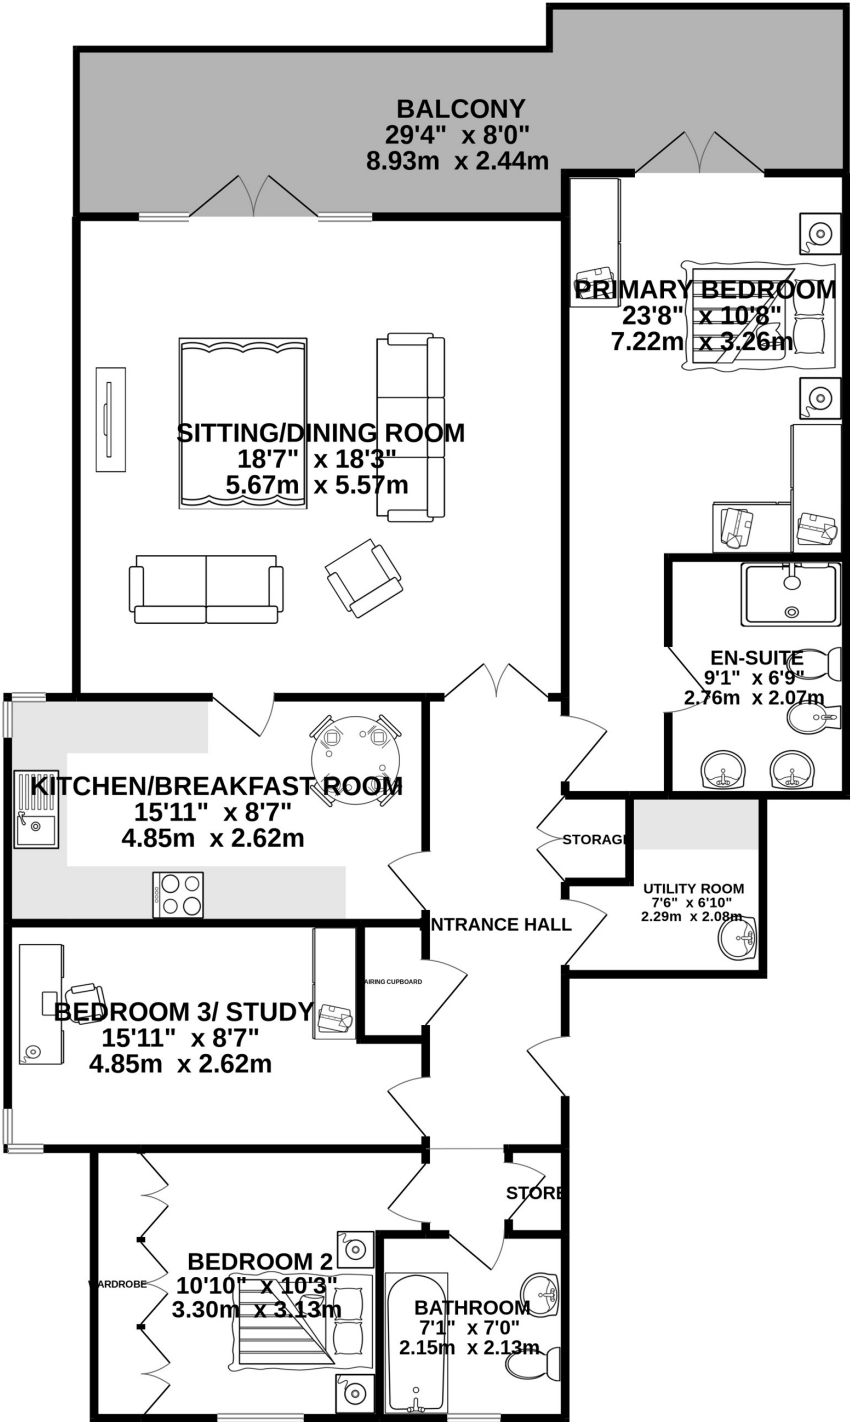 BALCONY
29'4" x 8'0"
8.93m x 2.44m
PRIMARY BEDROOM
23'8" x 10'8"
7.22m x 3.26m
SITTING/DINING ROOM
18'7" x 18'3"
5.67m x 5.57m
EN-SUITE
9'1" x 6'9"
2.76m x 2.07m
KITCHEN/BREAKFAST ROOM
15'11" x 8'7"
4.85m x 2.62m
STORAGE
UTILITY ROOM
7'6" x 6'10"
2.29m x 2.08m
ENTRANCE HALL
AIRING CUPBOARD
BEDROOM 3/ STUDY
15'11" x 8'7"
4.85m x 2.62m
STORE
BEDROOM 2
10'10" x 10'3"
3.30m x 3.13m
WARDROBE
BATHROOM
7'1" x 7'0"
2.15m x 2.13m